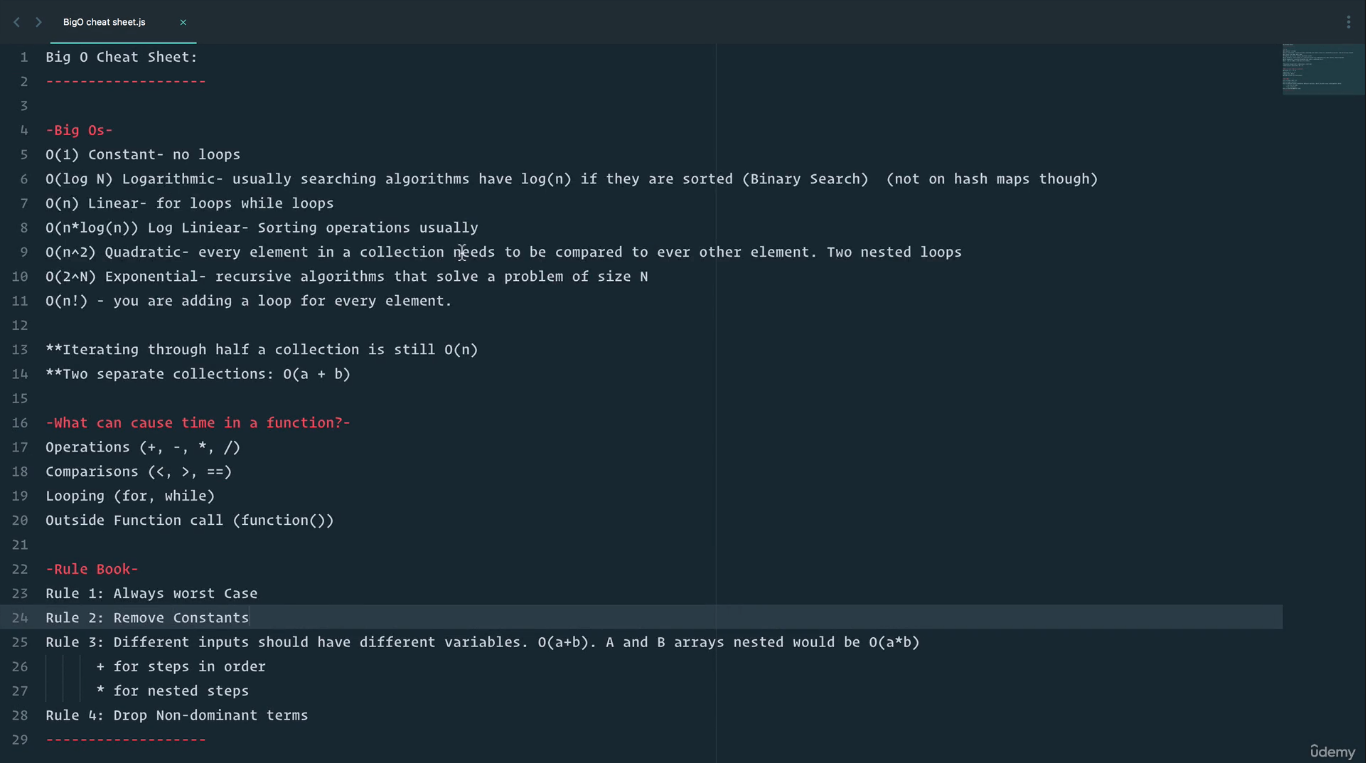 BigO cheat sheet.js
1 Big O Cheat Sheet:
2 -------------------
3
4 -Big Os-
5 O(1) Constant- no loops
6 O(log N) Logarithmic- usually searching algorithms have log(n) if they are sorted (Binary Search)  (not on hash maps though)
7 O(n) Linear- for loops while loops
8 O(n*log(n)) Log Liniear- Sorting operations usually
9 O(n^2) Quadratic- every element in a collection needs to be compared to ever other element. Two nested loops
10 O(2^N) Exponential- recursive algorithms that solve a problem of size N
11 O(n!) - you are adding a loop for every element.
12
13 **Iterating through half a collection is still O(n)
14 **Two separate collections: O(a + b)
15
16 -What can cause time in a function?-
17 Operations (+, -, *, /)
18 Comparisons (<, >, ==)
19 Looping (for, while)
20 Outside Function call (function())
21
22 -Rule Book-
23 Rule 1: Always worst Case
24 Rule 2: Remove Constants
25 Rule 3: Different inputs should have different variables. O(a+b). A and B arrays nested would be O(a*b)
26 + for steps in order
27 * for nested steps
28 Rule 4: Drop Non-dominant terms
29 -------------------
ûdemy